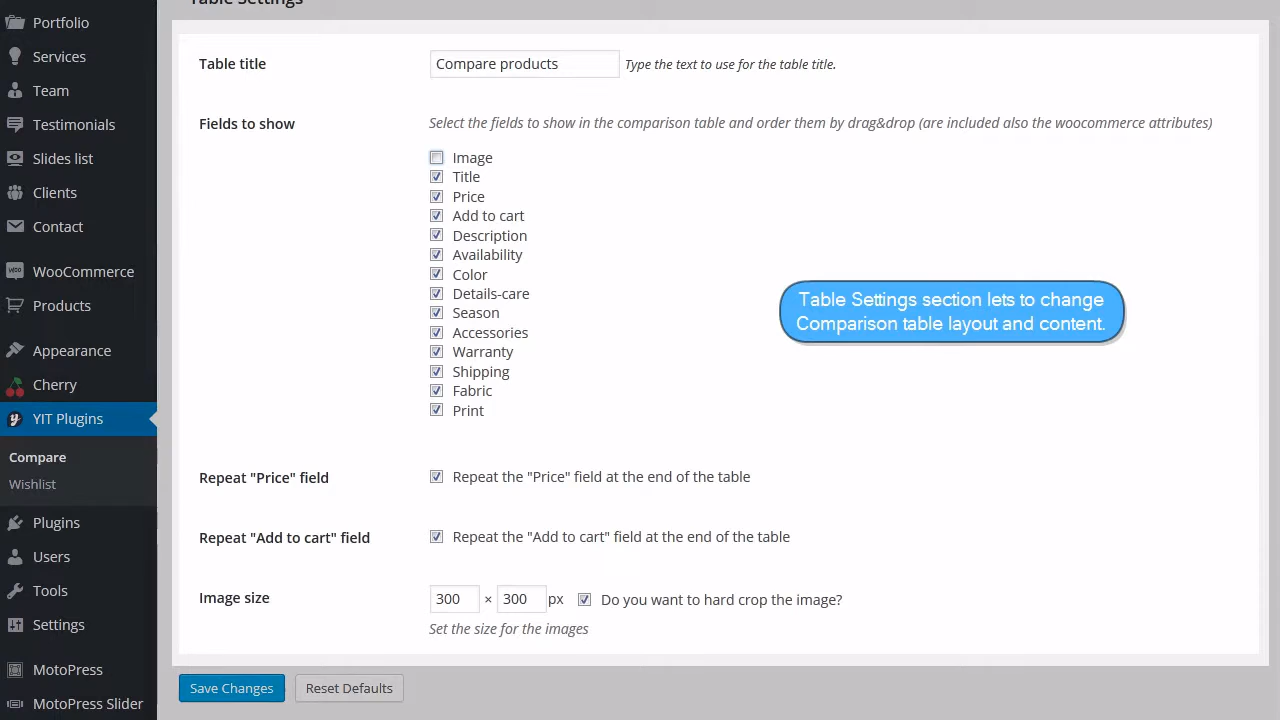 Table Settings
Portfolio
Services
Team
Testimonials
Slides list
Clients
Contact
WooCommerce
Products
Appearance
Cherry
YIT Plugins
Compare
Wishlist
Plugins
Users
Tools
Settings
MotoPress
MotoPress Slider
Table title
Compare products
Type the text to use for the table title.
Fields to show
Select the fields to show in the comparison table and order them by drag&drop (are included also the woocommerce attributes)
Image
Title
Price
Add to cart
Description
Availability
Color
Details-care
Season
Accessories
Warranty
Shipping
Fabric
Print
Table Settings section lets to change
Comparison table layout and content.
Repeat "Price" field
Repeat the "Price" field at the end of the table
Repeat "Add to cart" field
Repeat the "Add to cart" field at the end of the table
Image size
300 × 300 px Do you want to hard crop the image?
Set the size for the images
Save Changes
Reset Defaults